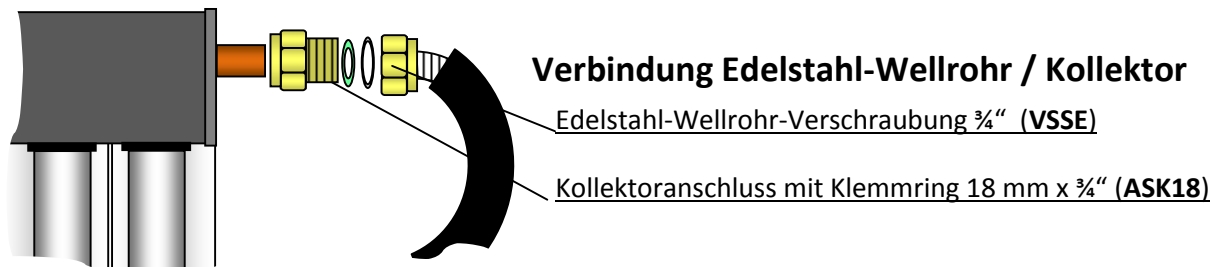 Verbindung Edelstahl-Wellrohr / Kollektor
Edelstahl-Wellrohr-Verschraubung ¾“ (VSSE)
Kollektoranschluss mit Klemmring 18 mm x ¾“ (ASK18)